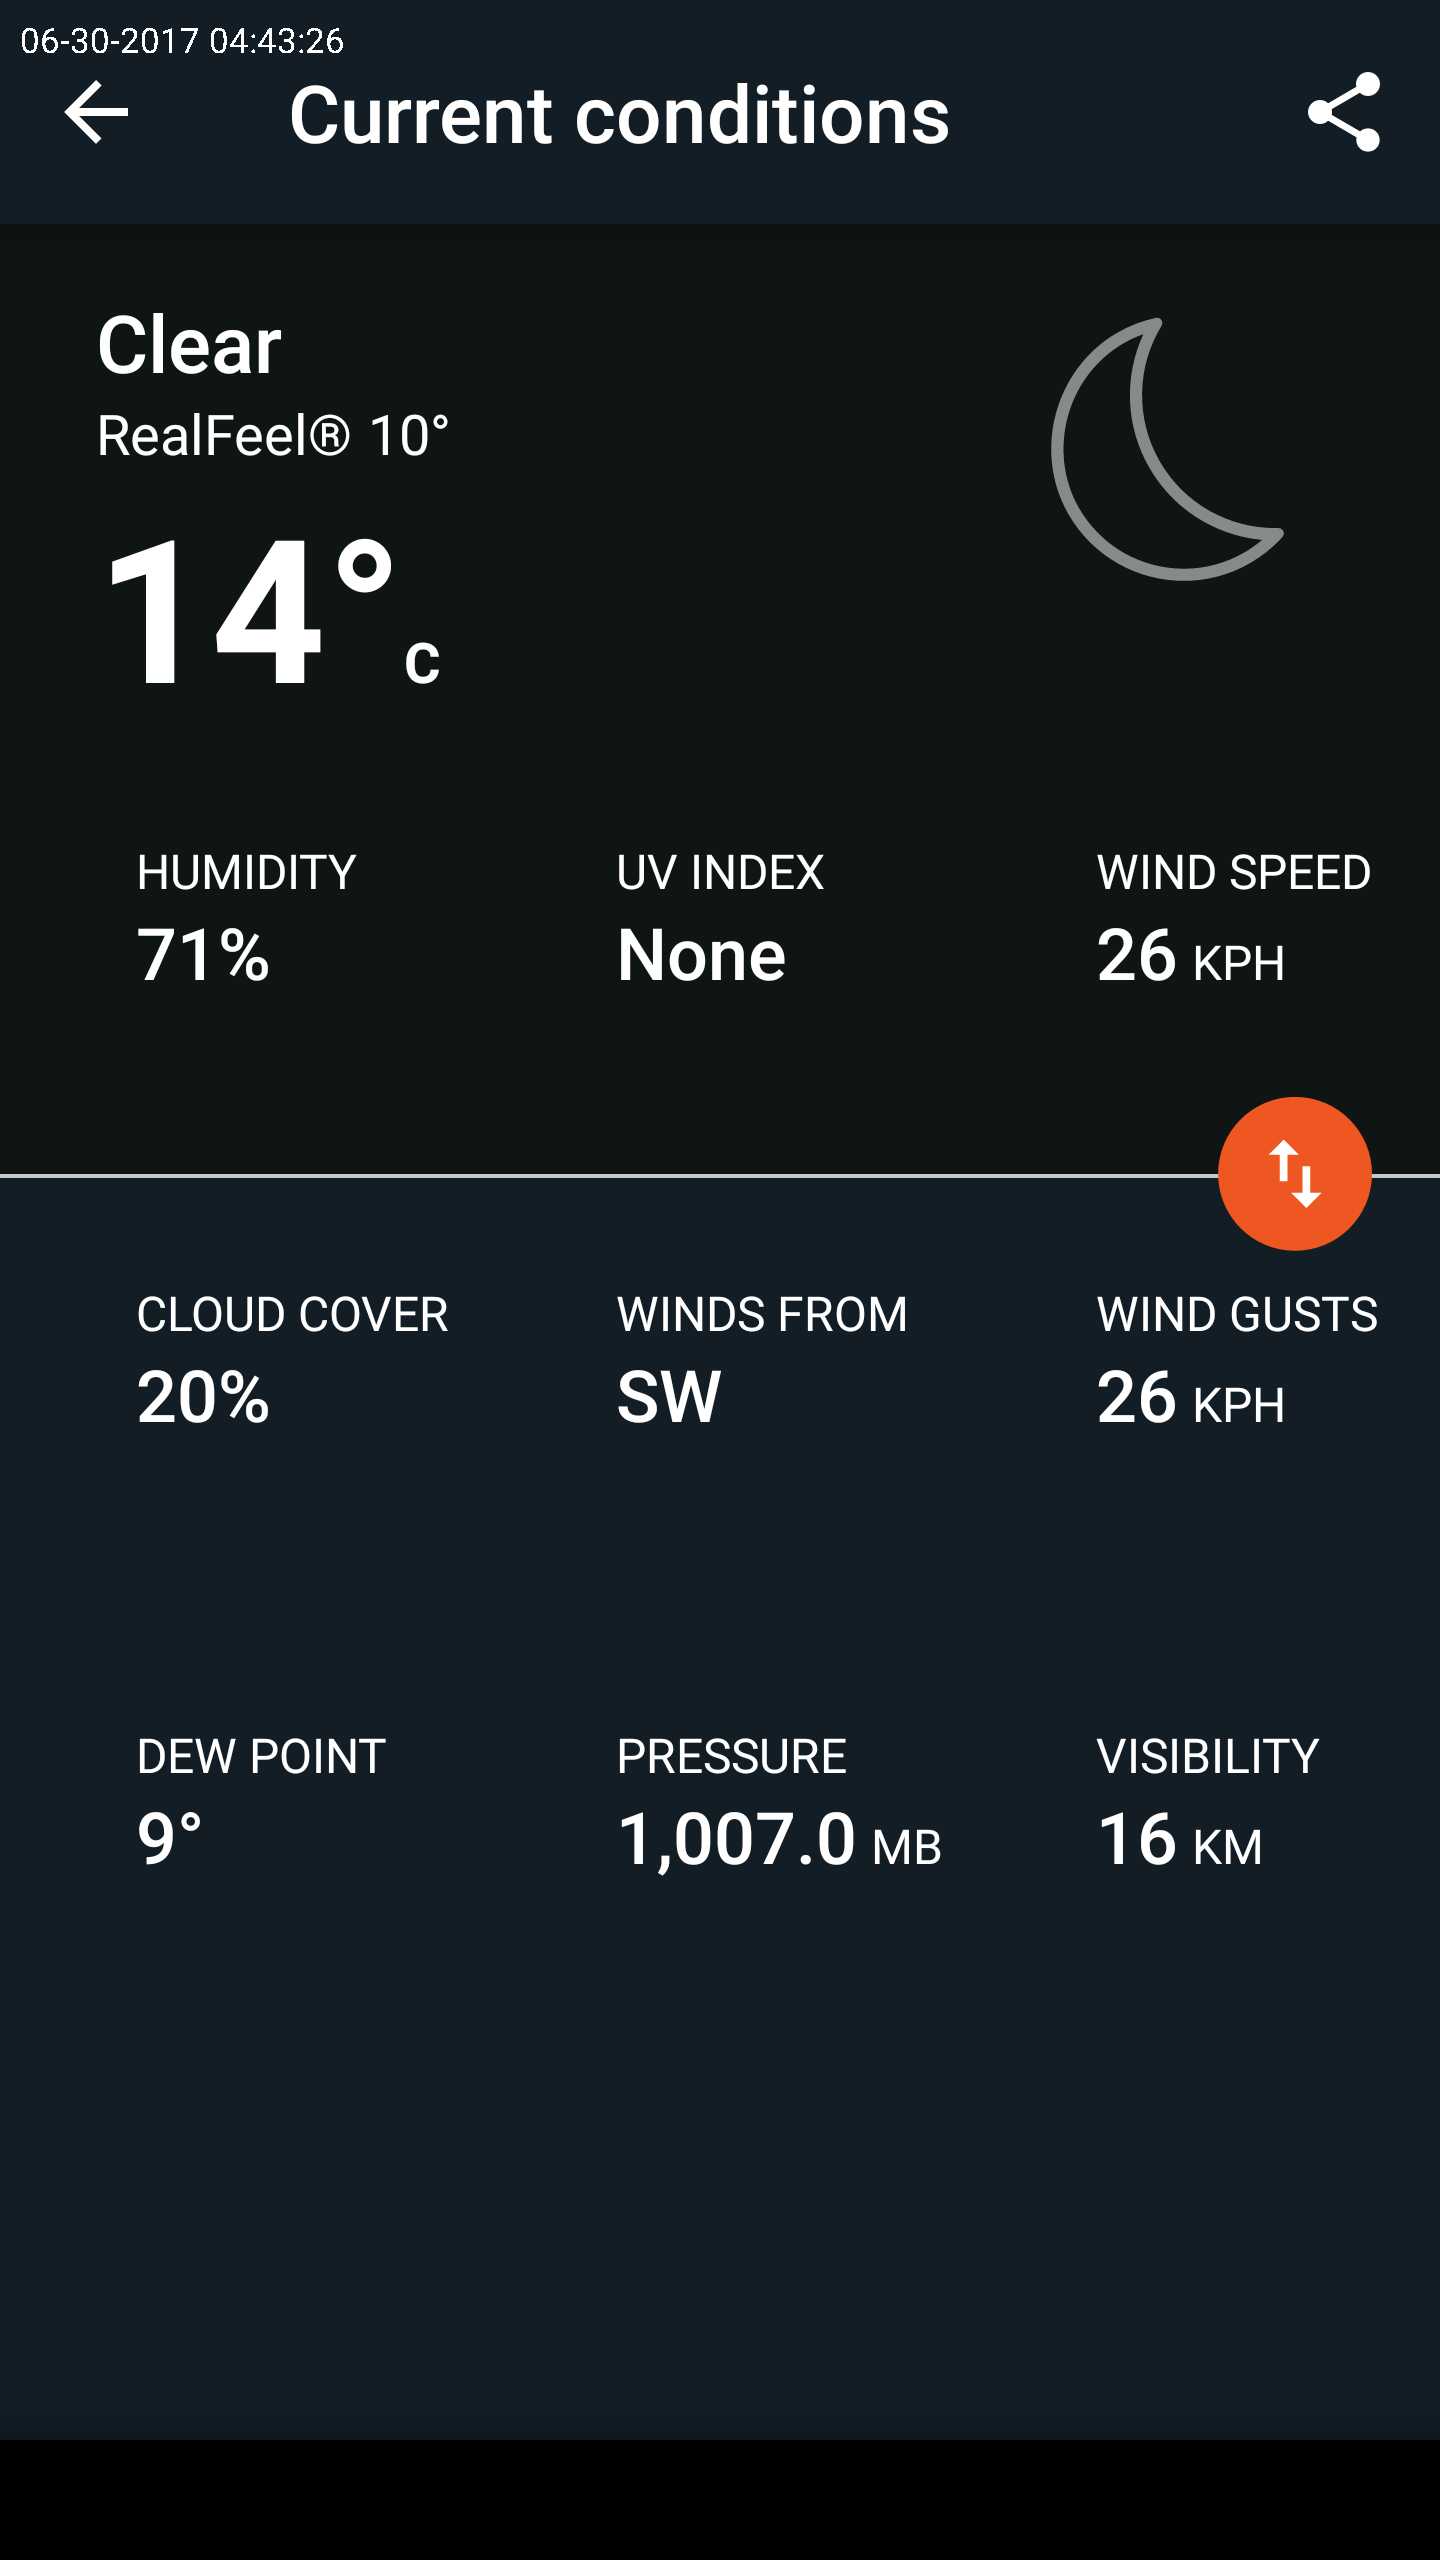 06-30-2017 04:43:26
Current conditions
Clear
RealFeel® 10°
14° C
HUMIDITY UV INDEX WIND SPEED
71% None 26 KPH
CLOUD COVER WINDS FROM WIND GUSTS
20% SW 26 KPH
DEW POINT PRESSURE VISIBILITY
9° 1,007.0 MB 16 KM